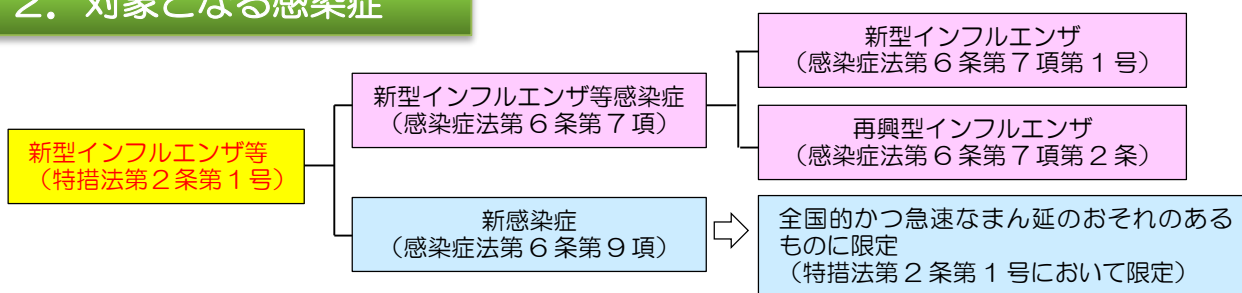 2．対象となる感染症
新型インフルエンザ等
（特措法第２条第１号）
新型インフルエンザ等感染症
（感染症法第６条第７項）
新型インフルエンザ
（感染症法第６条第７項第１号）
再興型インフルエンザ
（感染症法第６条第７項第２条）
新感染症
（感染症法第６条第９項）
全国的かつ急速なまん延のおそれのある
ものに限定
（特措法第２条第１号において限定）